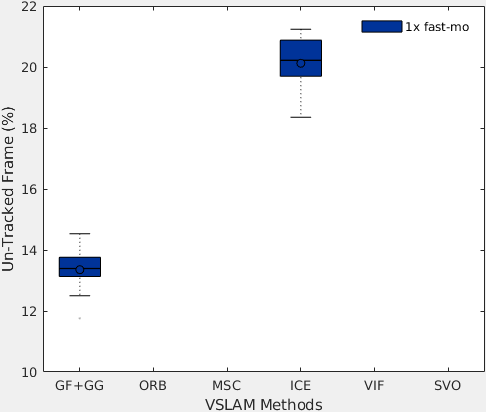 22
20
18
16
14
12
10
Un-Tracked Frame (%)
1x fast-mo
GF+GG ORB MSC ICE VIF SVO
VSLAM Methods